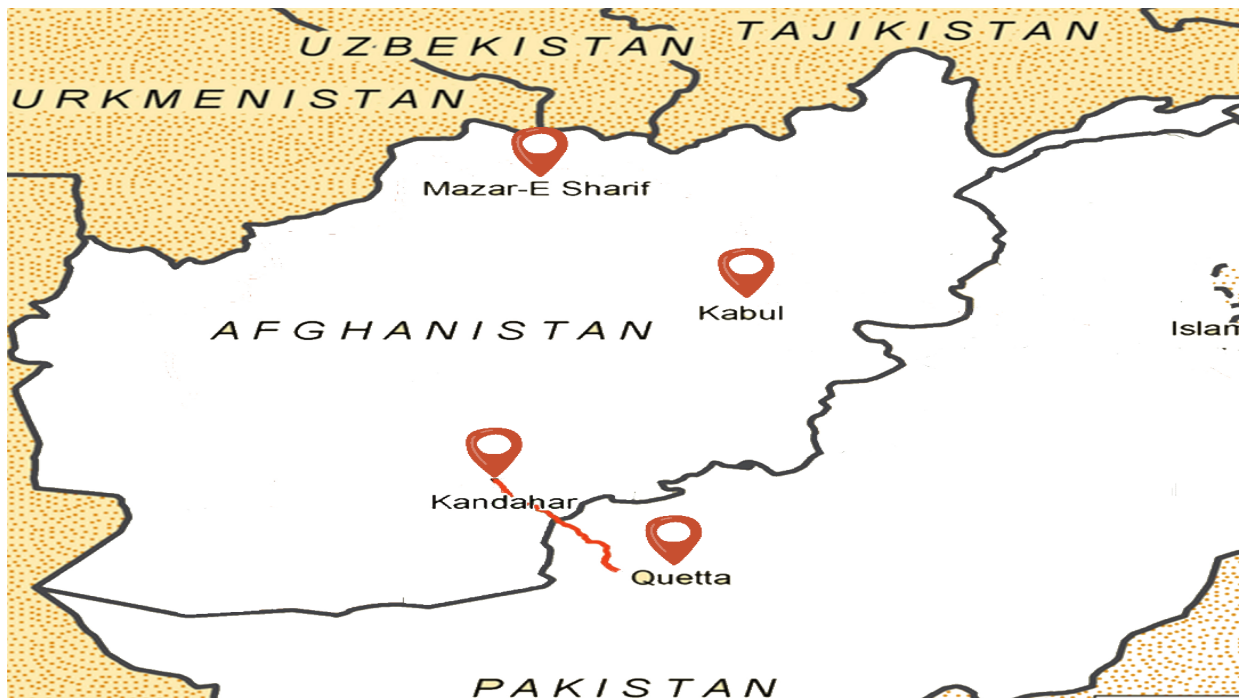 TAJIKISTAN
UZBEKISTAN
URKMENISTAN
Mazar-E Sharif
Kabul
AFGHANISTAN
Islam
Kandahar
Quetta
PAKISTAN